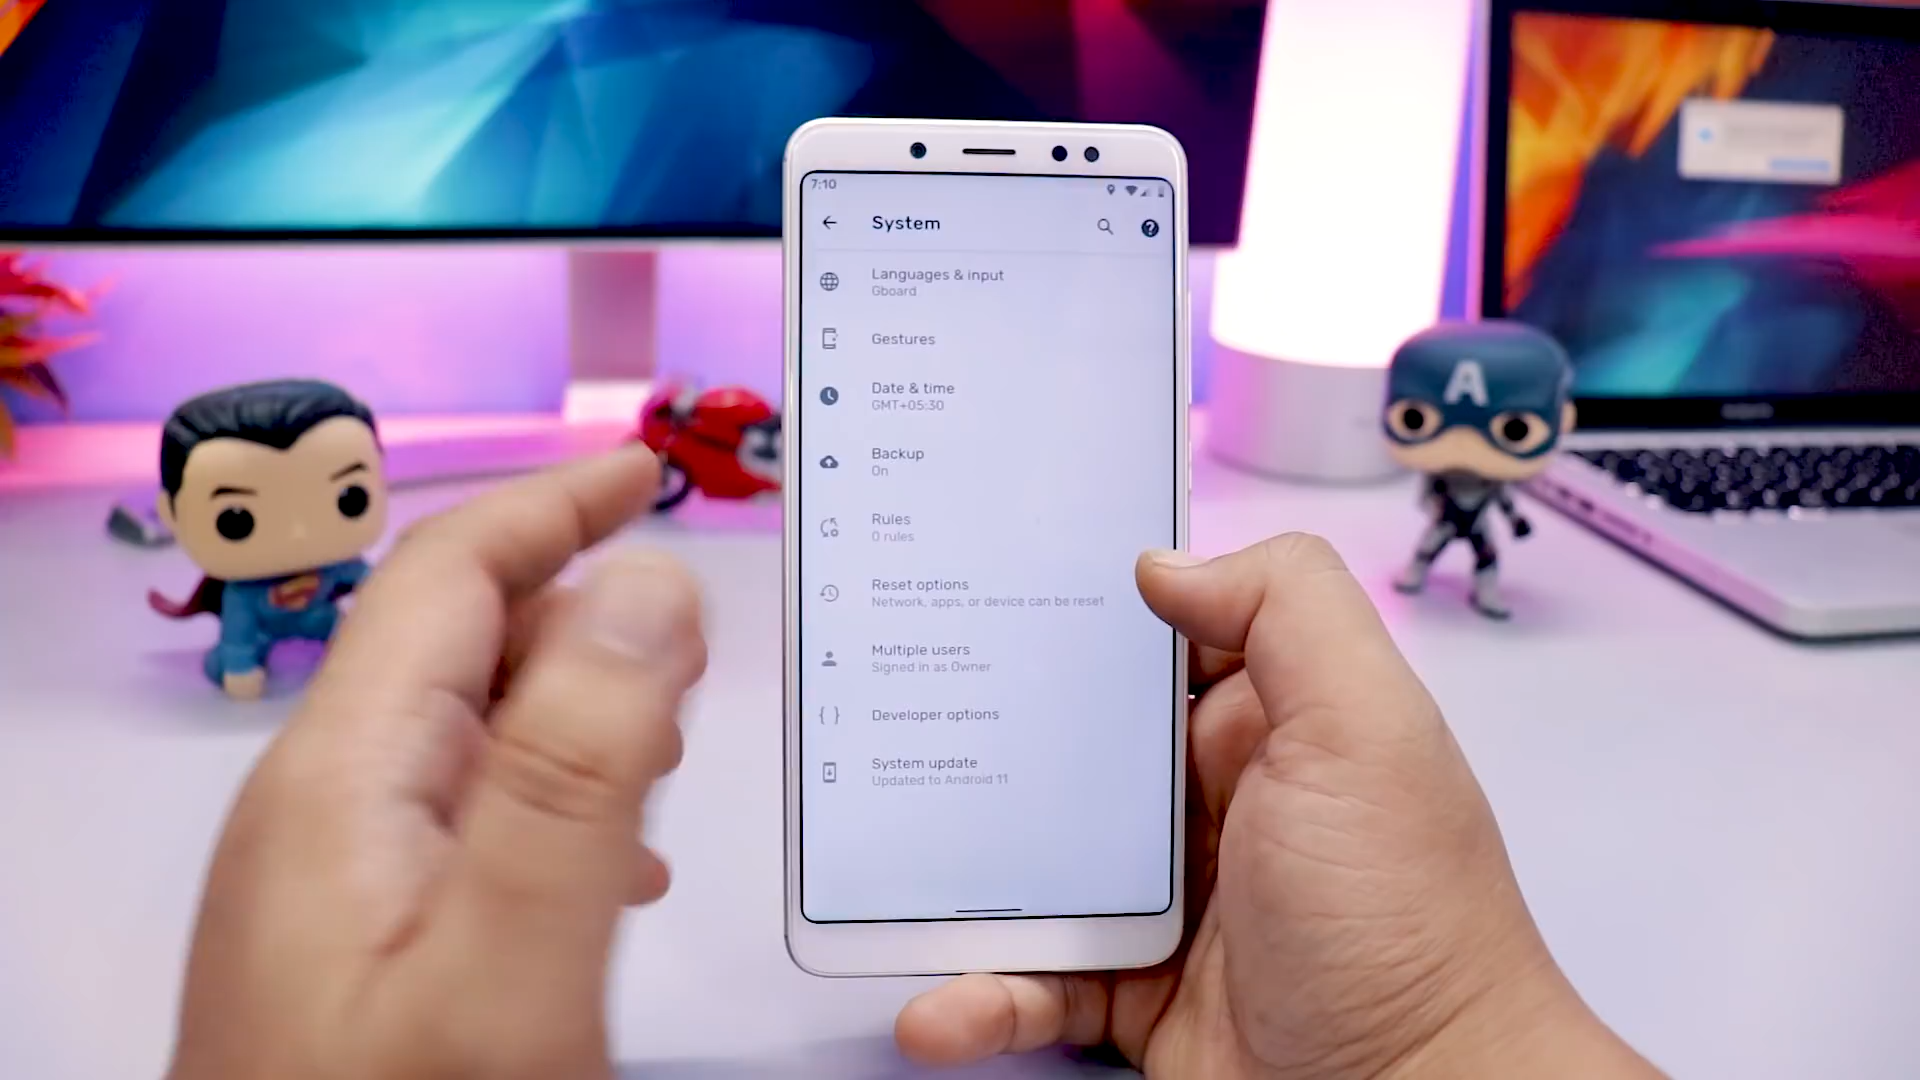 7:10
System
Languages & input
Gboard
Gestures
Date & time
GMT+05:30
Backup
On
Rules
0 rules
Reset options
Network, apps, or device can be reset
Multiple users
Signed in as Owner
Developer options
System update
Updated to Android 11
A